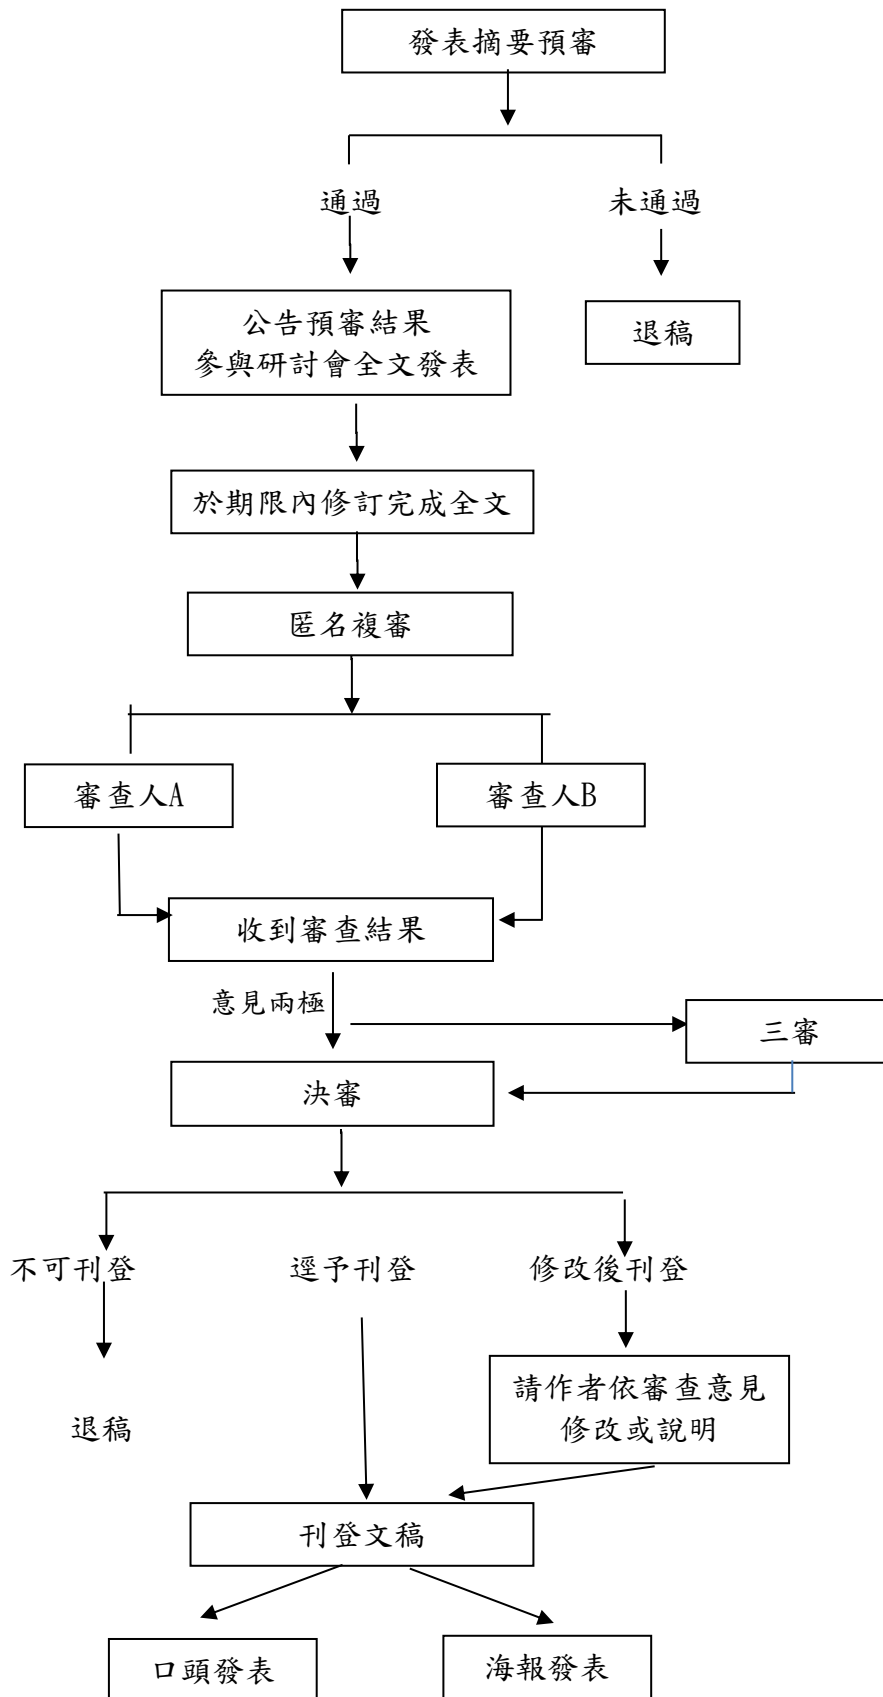 發表摘要預審
通過
未通過
公告預審結果
參與研討會全文發表
退稿
於期限內修訂完成全文
匿名複審
審查人A
審查人B
收到審查結果
意見兩極
三審
決審
不可刊登
逕予刊登
修改後刊登
退稿
請作者依審查意見
修改或說明
刊登文稿
口頭發表
海報發表